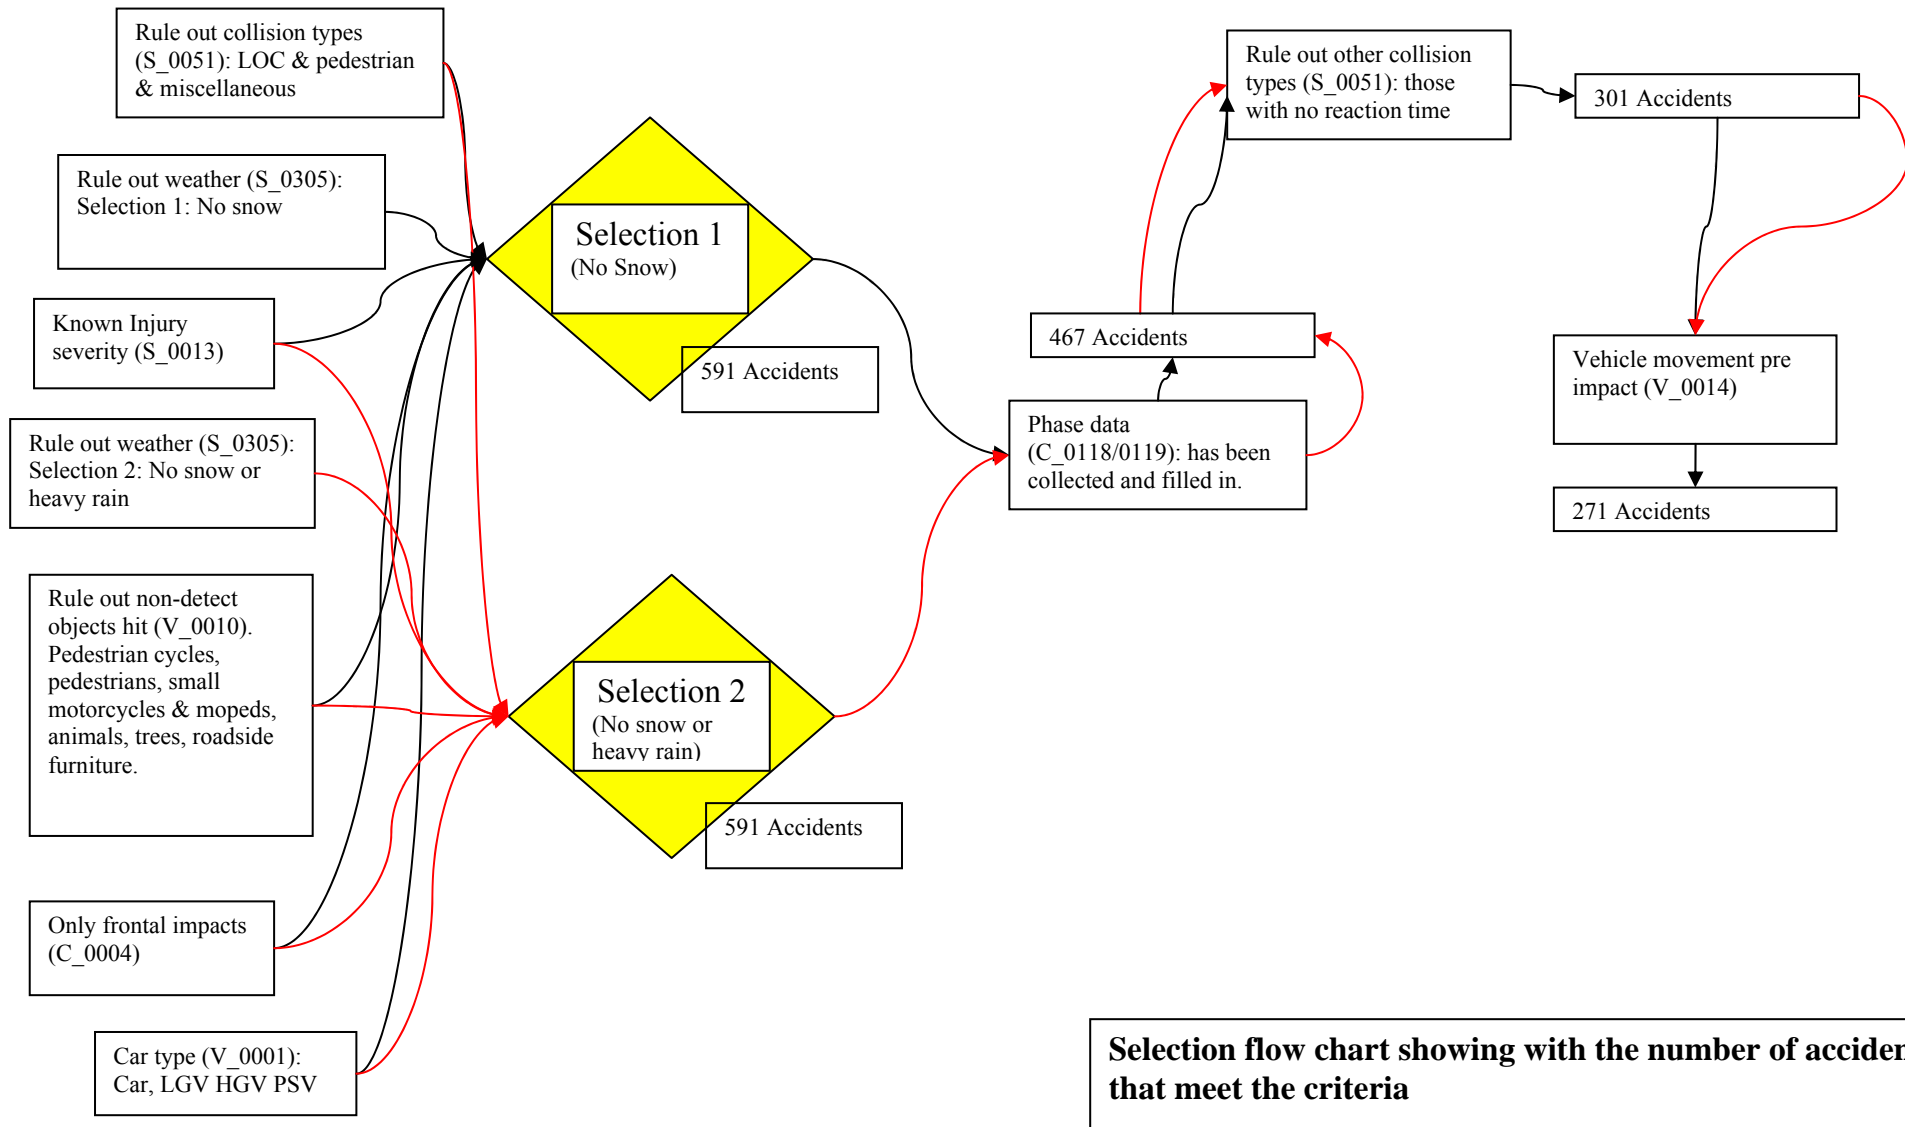 Rule out collision types
(S_0051): LOC & pedestrian
& miscellaneous
Rule out weather (S_0305):
Selection 1: No snow
Known Injury
severity (S_0013)
Rule out weather (S_0305):
Selection 2: No snow or
heavy rain
Rule out non-detect
objects hit (V_0010).
Pedestrian cycles,
pedestrians, small
motorcycles & mopeds,
animals, trees, roadside
furniture.
Only frontal impacts
(C_0004)
Car type (V_0001):
Car, LGV HGV PSV
Selection 1
(No Snow)
591 Accidents
Selection 2
(No snow or
heavy rain)
591 Accidents
Phase data
(C_0118/0119): has been
collected and filled in.
467 Accidents
Rule out other collision
types (S_0051): those
with no reaction time
301 Accidents
Vehicle movement pre
impact (V_0014)
271 Accidents
Selection flow chart showing with the number of acciden
that meet the criteria